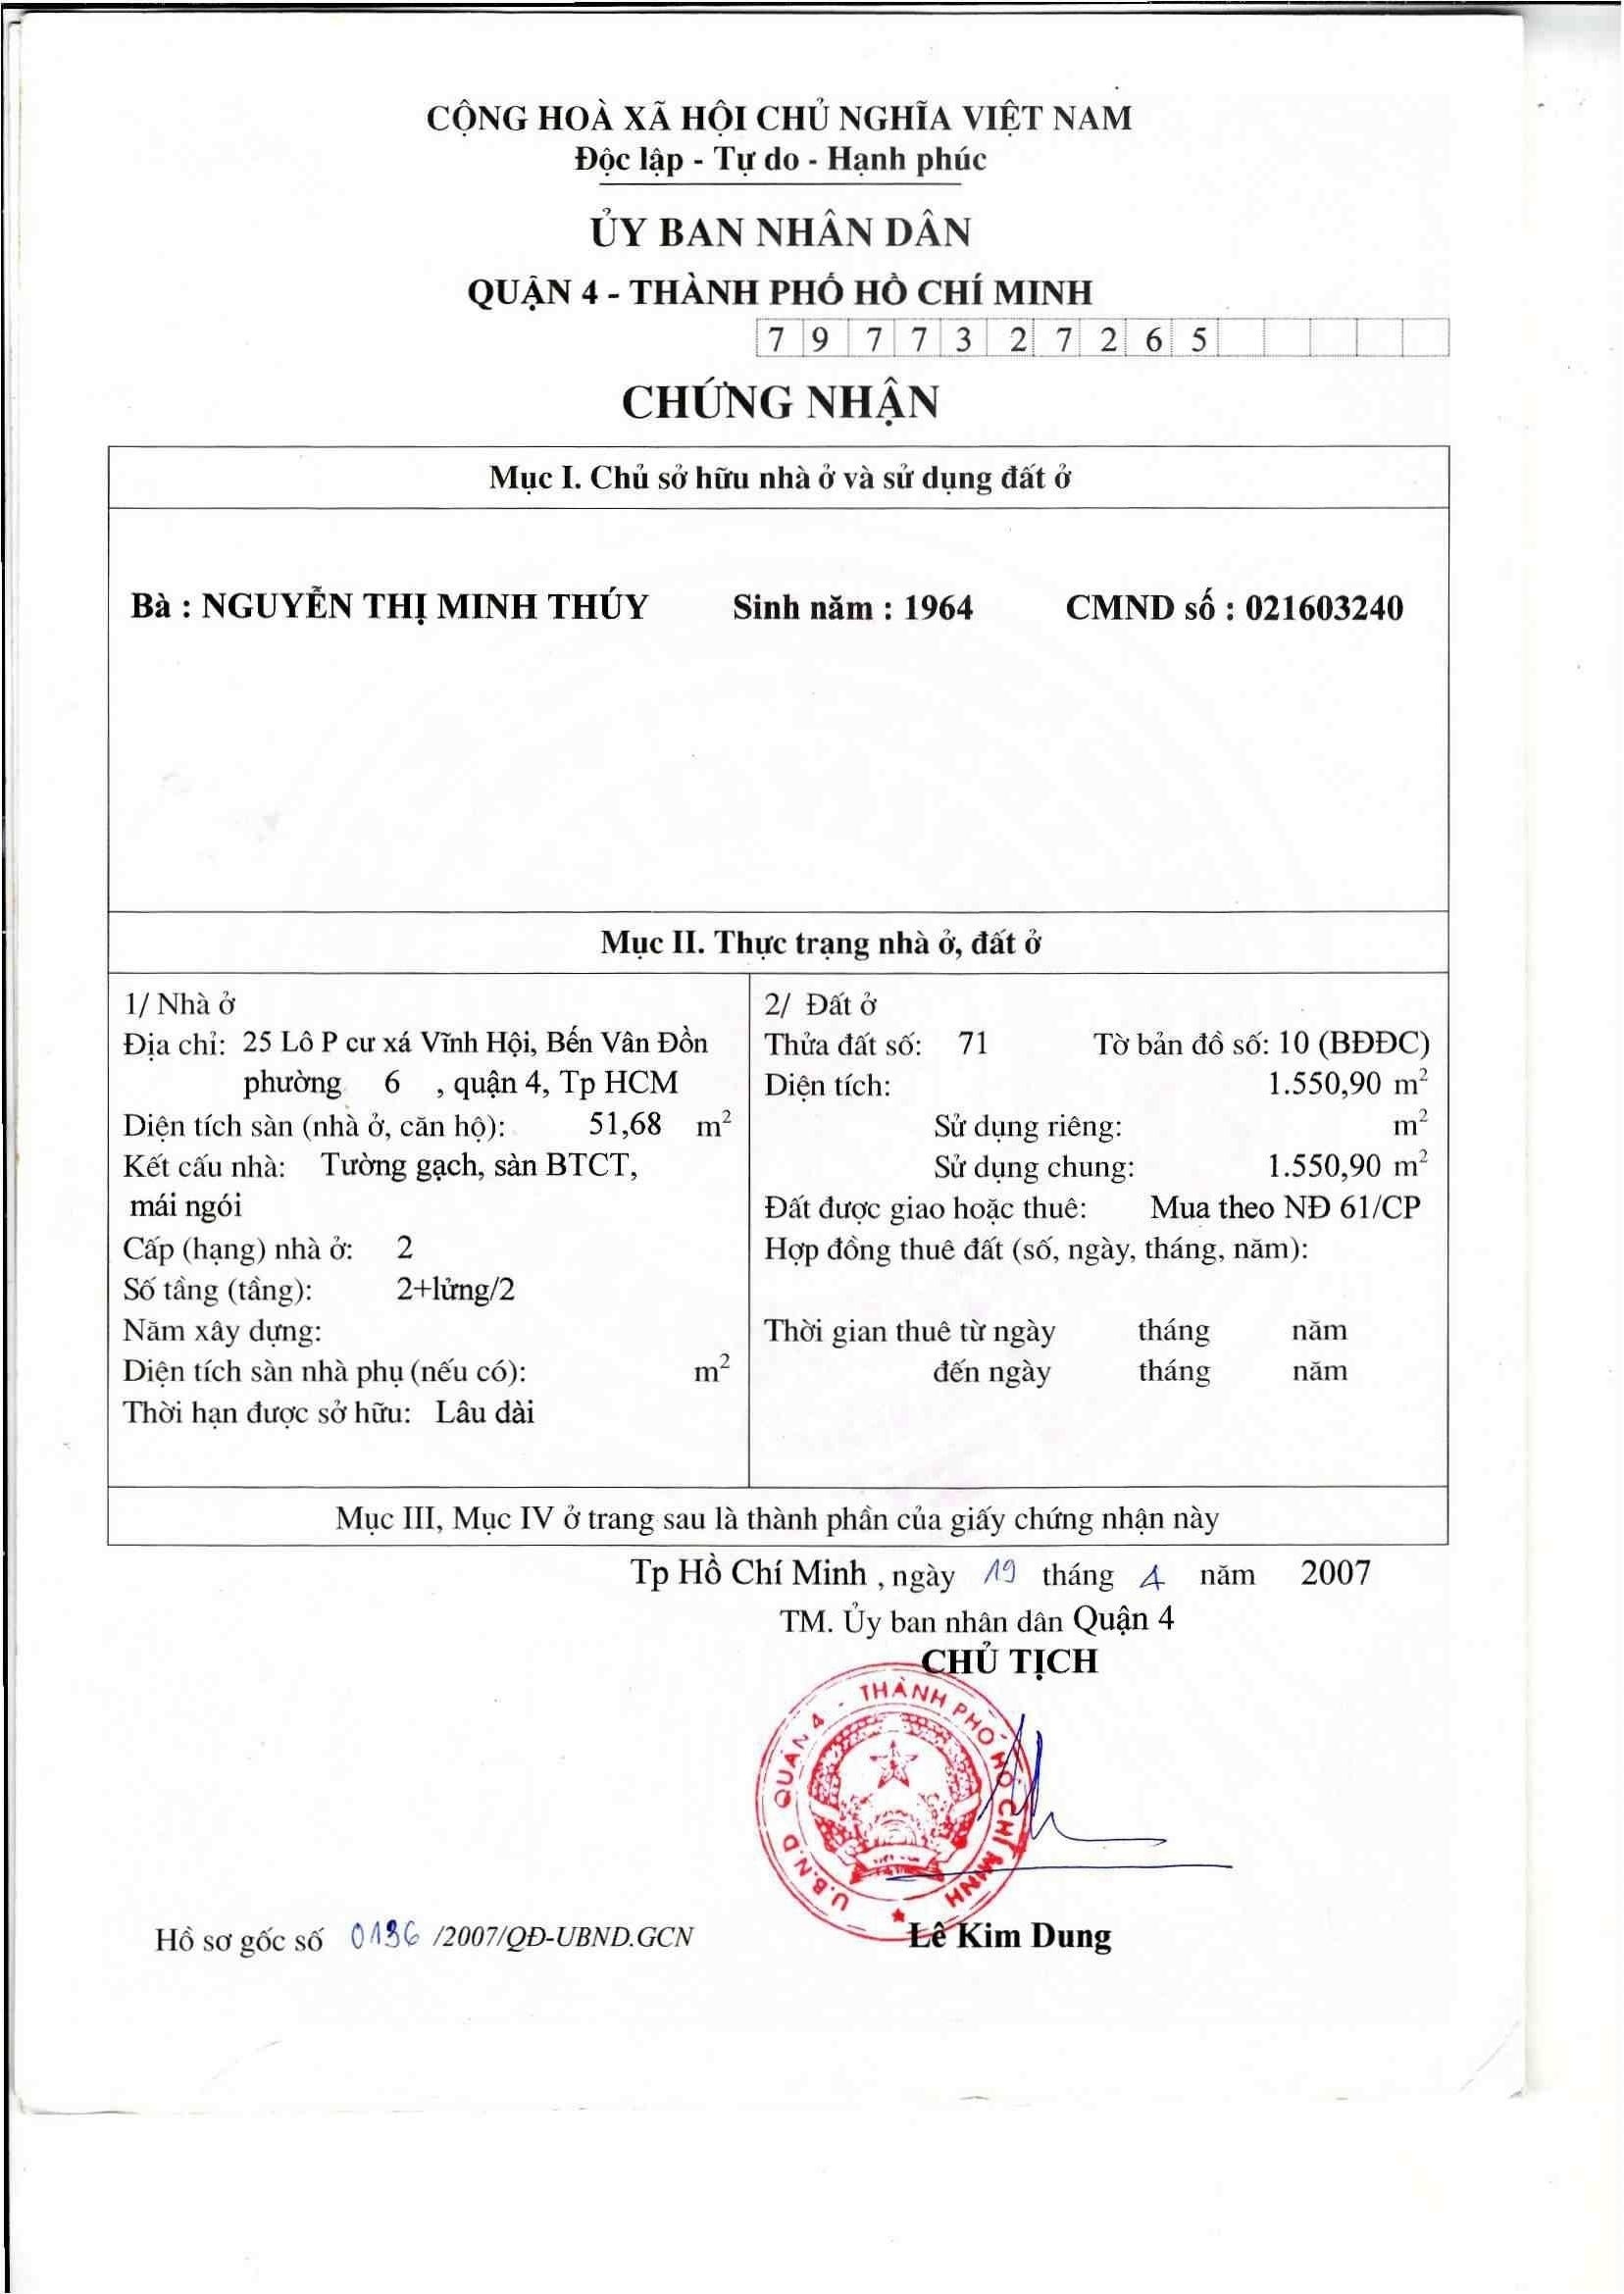 CỘNG HOÀ XÃ HỘI CHỦ NGHĨA VIỆT NAM
Độc lập - Tự do - Hạnh phúc
ỦY BAN NHÂN DÂN
QUẬN 4 - THÀNH PHỐ HỒ CHÍ MINH
7 9 7 7 3 2 7 2 6 5
CHỨNG NHẬN
Mục I. Chủ sở hữu nhà ở và sử dụng đất ở
Bà : NGUYỄN THỊ MINH THÚY Sinh năm : 1964 CMND số : 021603240
Mục II. Thực trạng nhà ở, đất ở
1/ Nhà ở
Địa chỉ: 25 Lô P cư xá Vĩnh Hội, Bến Vân Đồn
phường 6 , quận 4, Tp HCM
Diện tích sàn (nhà ở, căn hộ): 51,68 m²
Kết cấu nhà: Tường gạch, sàn BTCT,
mái ngói
Cấp (hạng) nhà ở: 2
Số tầng (tầng): 2+lửng/2
Năm xây dựng:
Diện tích sàn nhà phụ (nếu có): m²
Thời hạn được sở hữu: Lâu dài
2/ Đất ở
Thửa đất số: 71 Tờ bản đồ số: 10 (BĐĐC)
Diện tích: 1.550,90 m²
Sử dụng riêng: m²
Sử dụng chung: 1.550,90 m²
Đất được giao hoặc thuê: Mua theo NĐ 61/CP
Hợp đồng thuê đất (số, ngày, tháng, năm):
Thời gian thuê từ ngày tháng năm
đến ngày tháng năm
Mục III, Mục IV ở trang sau là thành phần của giấy chứng nhận này
Tp Hồ Chí Minh , ngày 19 tháng 4 năm 2007
TM. Ủy ban nhân dân Quận 4
CHỦ TỊCH
U.B.N.D QUẬN 4 - THÀNH PHỐ HỒ CHÍ MINH
Hồ sơ gốc số /2007/QĐ-UBND.GCN
Lê Kim Dung